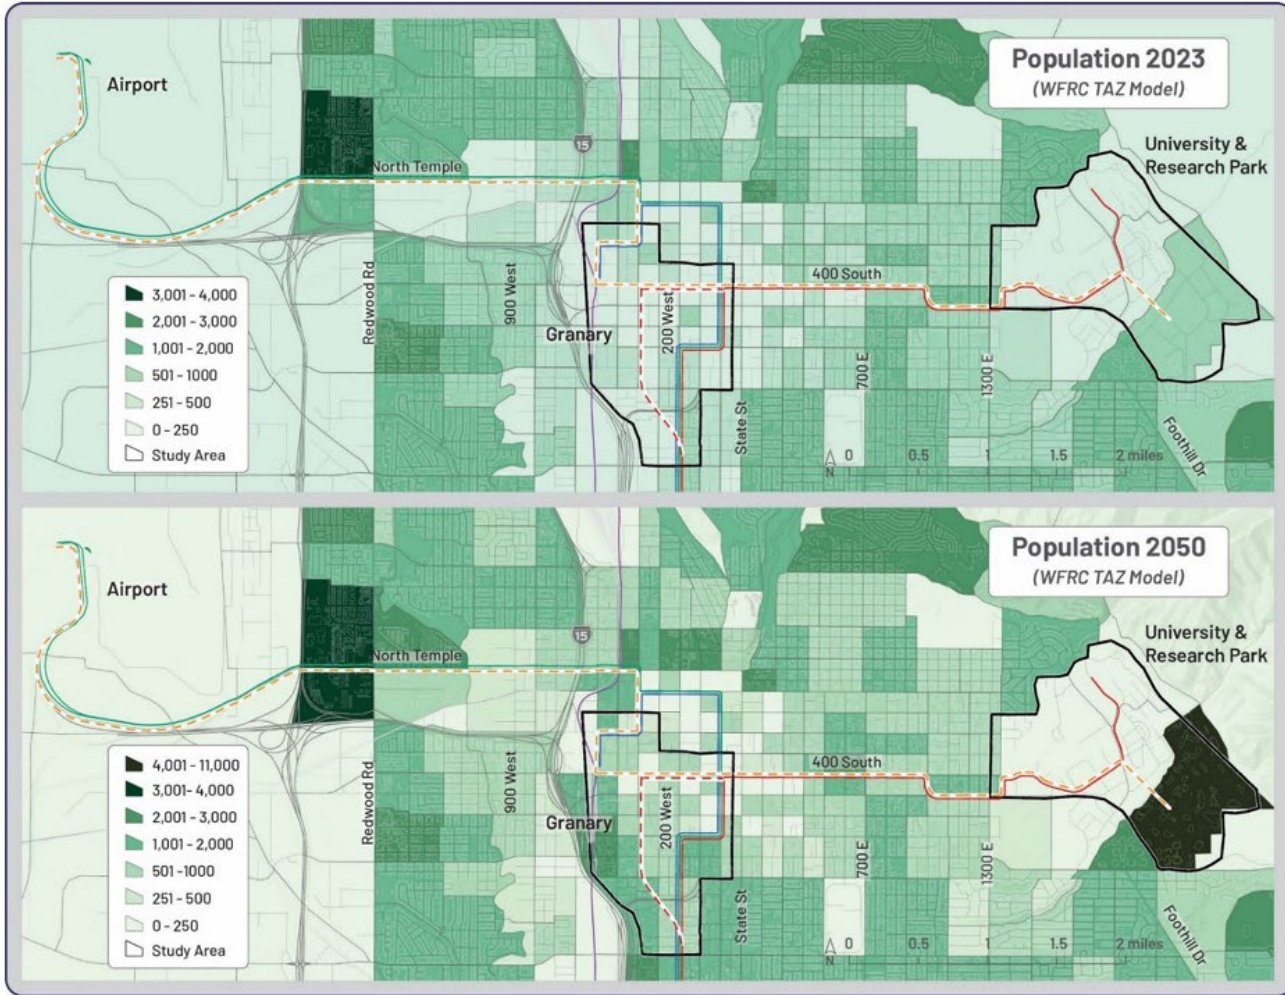 Population 2023
(WFRC TAZ Model)
Airport
University &
Research Park
15
North Temple
Redwood Rd
900 West
Granary
200 West
400 South
700 E
1300 E
State St
Foothill Dr
3,001 - 4,000
2,001 - 3,000
1,001 - 2,000
501 - 1000
251 - 500
0 - 250
Study Area
N
0 0.5 1 1.5 2 miles
Population 2050
(WFRC TAZ Model)
Airport
University &
Research Park
15
North Temple
Redwood Rd
900 West
Granary
200 West
400 South
700 E
1300 E
State St
Foothill Dr
4,001 - 11,000
3,001- 4,000
2,001 - 3,000
1,001 - 2,000
501 -1000
251 - 500
0 - 250
Study Area
N
0 0.5 1 1.5 2 miles